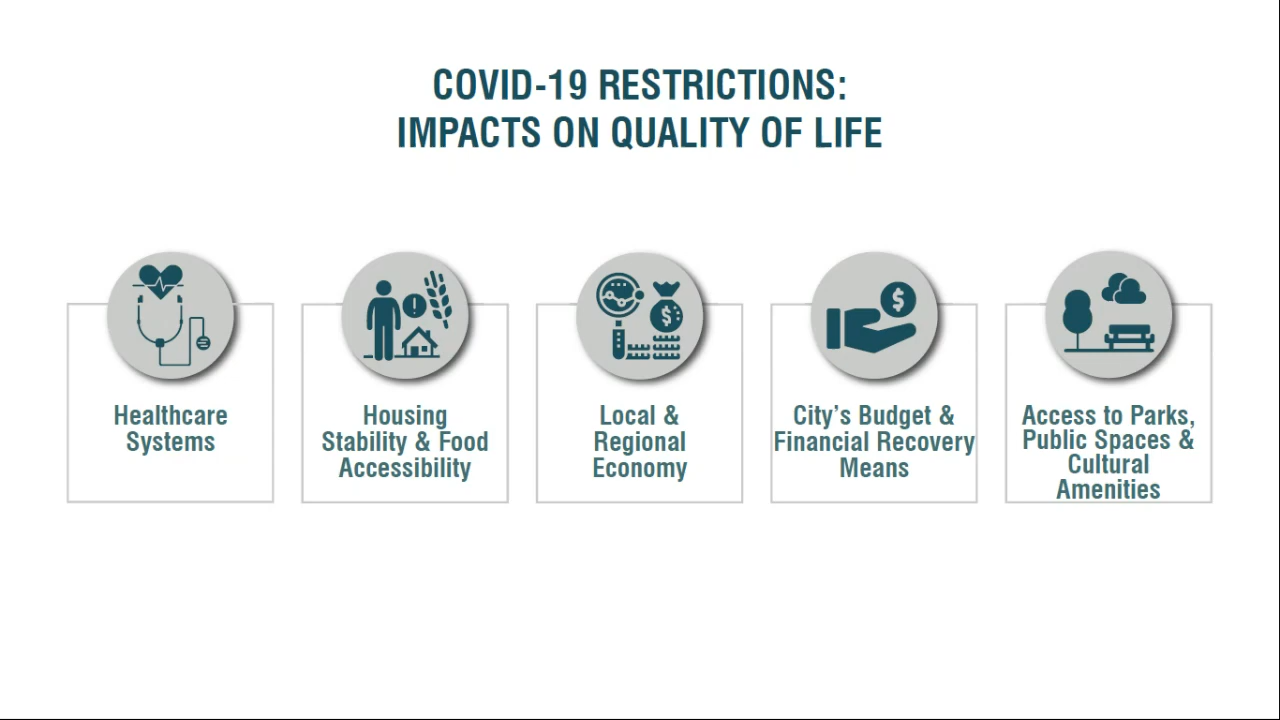 COVID-19 RESTRICTIONS:
IMPACTS ON QUALITY OF LIFE
Healthcare
Systems
Housing
Stability & Food
Accessibility
Local &
Regional
Economy
City’s Budget &
Financial Recovery
Means
Access to Parks,
Public Spaces &
Cultural
Amenities